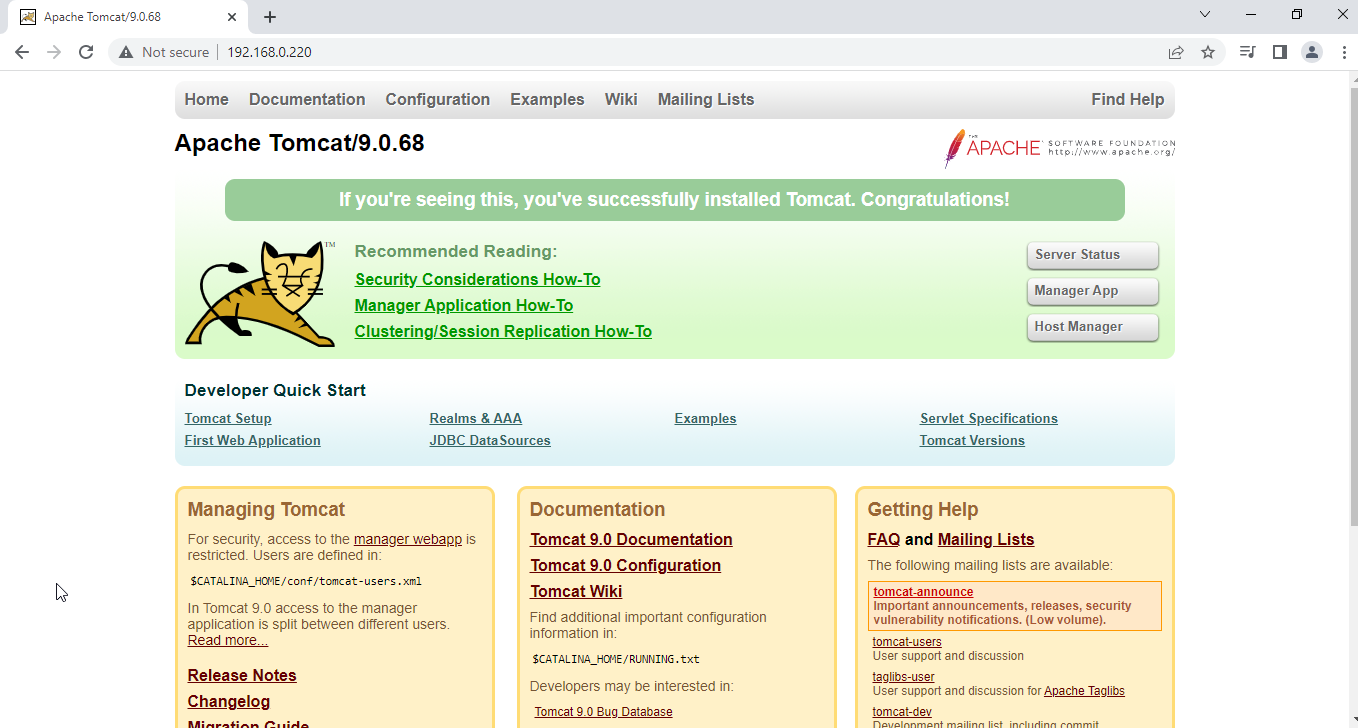 Apache Tomcat/9.0.68
Not secure 192.168.0.220
Home Documentation Configuration Examples Wiki Mailing Lists Find Help
Apache Tomcat/9.0.68
THE APACHE SOFTWARE FOUNDATION
http://www.apache.org/
If you're seeing this, you've successfully installed Tomcat. Congratulations!
TM
Recommended Reading:
Security Considerations How-To
Manager Application How-To
Clustering/Session Replication How-To
Server Status
Manager App
Host Manager
Developer Quick Start
Tomcat Setup
First Web Application
Realms & AAA
JDBC DataSources
Examples
Servlet Specifications
Tomcat Versions
Managing Tomcat
For security, access to the manager webapp is
restricted. Users are defined in:
$CATALINA_HOME/conf/tomcat-users.xml
In Tomcat 9.0 access to the manager
application is split between different users.
Read more...
Release Notes
Changelog
Migration Guide
Documentation
Tomcat 9.0 Documentation
Tomcat 9.0 Configuration
Tomcat Wiki
Find additional important configuration
information in:
$CATALINA_HOME/RUNNING.txt
Developers may be interested in:
Tomcat 9.0 Bug Database
Getting Help
FAQ and Mailing Lists
The following mailing lists are available:
tomcat-announce
Important announcements, releases, security
vulnerability notifications. (Low volume).
tomcat-users
User support and discussion
taglibs-user
User support and discussion for Apache Taglibs
tomcat-dev
Development mailing list, including commit